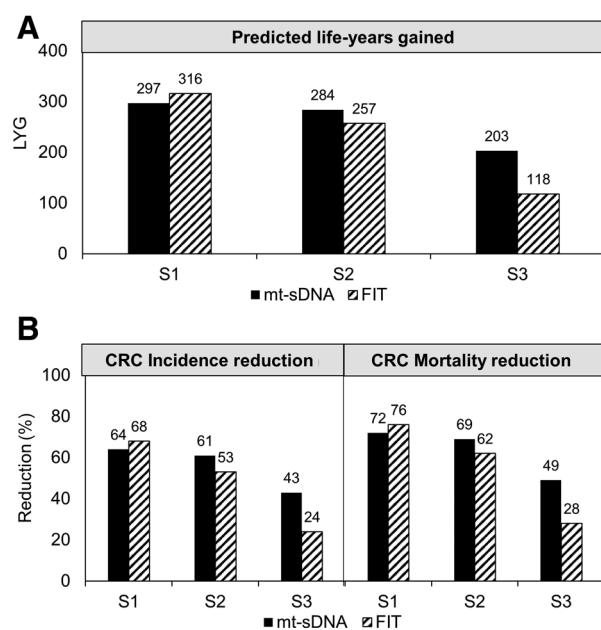 A
Predicted life-years gained
400
300
200
100
0
LYG
297
316
284
257
203
118
S1 S2 S3
mt-sDNA FIT
B
CRC Incidence reduction CRC Mortality reduction
100
80
60
40
20
0
Reduction (%)
64
68
61
53
43
24
72
76
69
62
49
28
S1 S2 S3 S1 S2 S3
mt-sDNA FIT